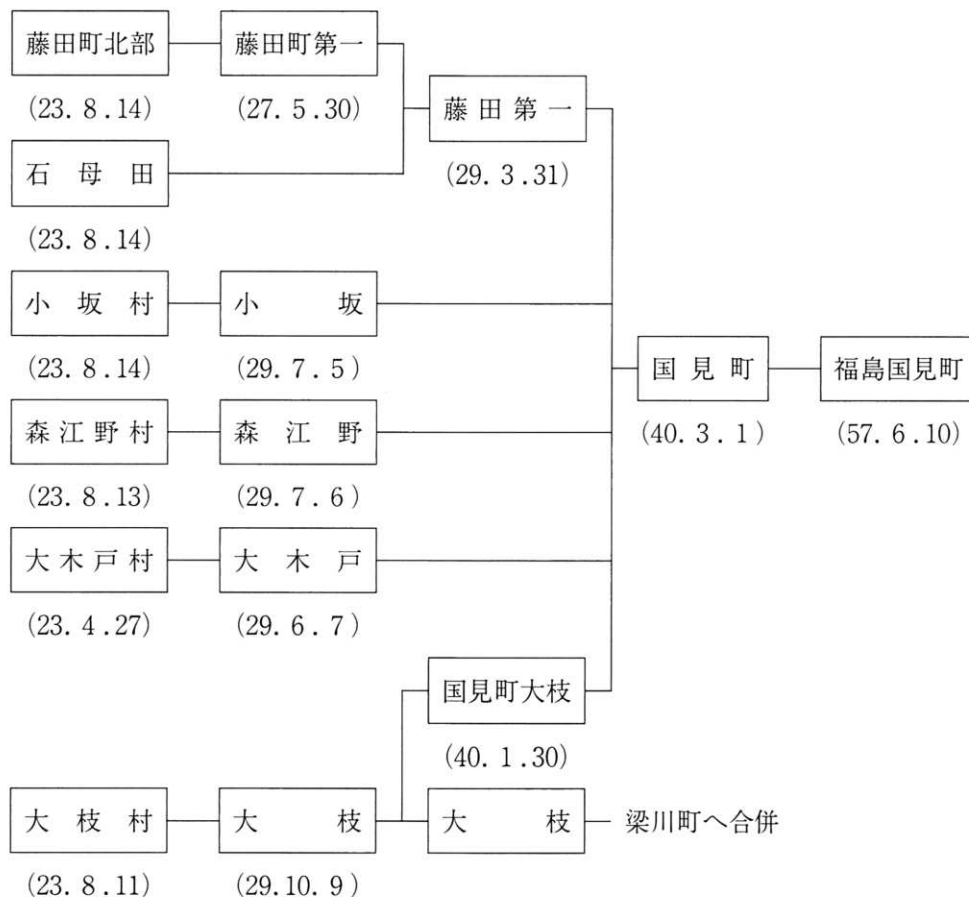 藤田町北部 藤田町第一
(23. 8 .14) (27. 5 .30) 藤田第一
石母田 (29. 3 .31)
(23. 8 .14)
小坂村 小坂
(23. 8 .14) (29. 7 . 5 ) 国見町 福島国見町
森江野村 森江野 (40. 3 . 1 ) (57. 6 .10)
(23. 8 .13) (29. 7 . 6 )
大木戸村 大木戸
(23. 4 .27) (29. 6 . 7 )
国見町大枝
(40. 1 .30)
大枝村 大枝 大枝 梁川町へ合併
(23. 8 .11) (29.10. 9 )